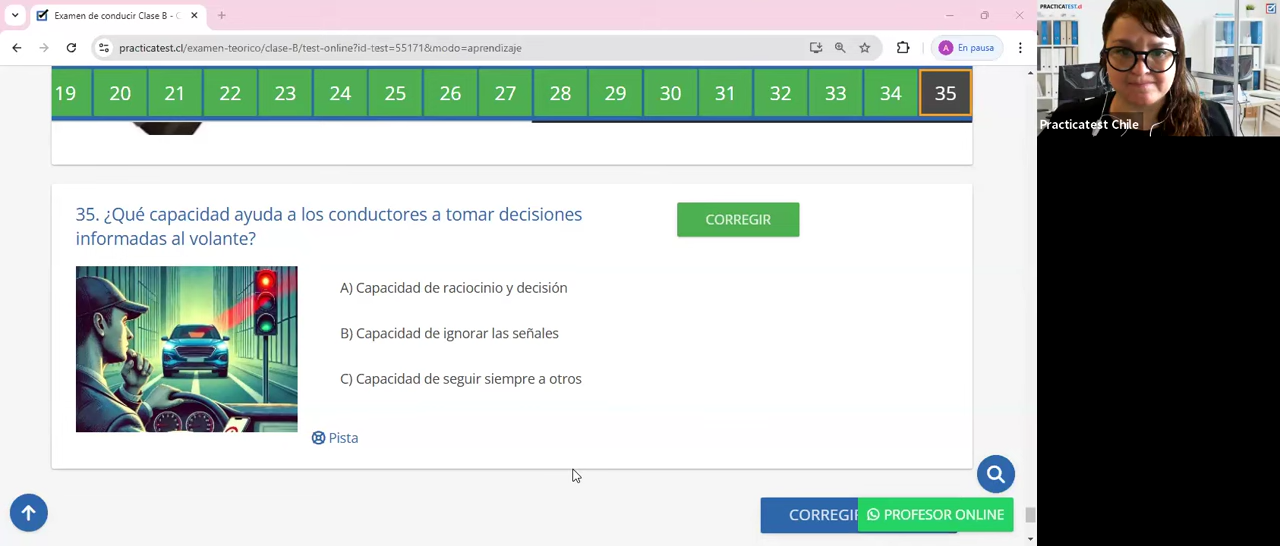 Examen de conducir Clase B - C
practicatest.cl/examen-teorico/clase-B/test-online?id-test=55171&modo=aprendizaje
A
En pausa
PRACTICATEST.cl
Practicatest Chile
19 20 21 22 23 24 25 26 27 28 29 30 31 32 33 34 35
35. ¿Qué capacidad ayuda a los conductores a tomar decisiones
informadas al volante?
CORREGIR
A) Capacidad de raciocinio y decisión
B) Capacidad de ignorar las señales
C) Capacidad de seguir siempre a otros
Pista
CORREGI
PROFESOR ONLINE